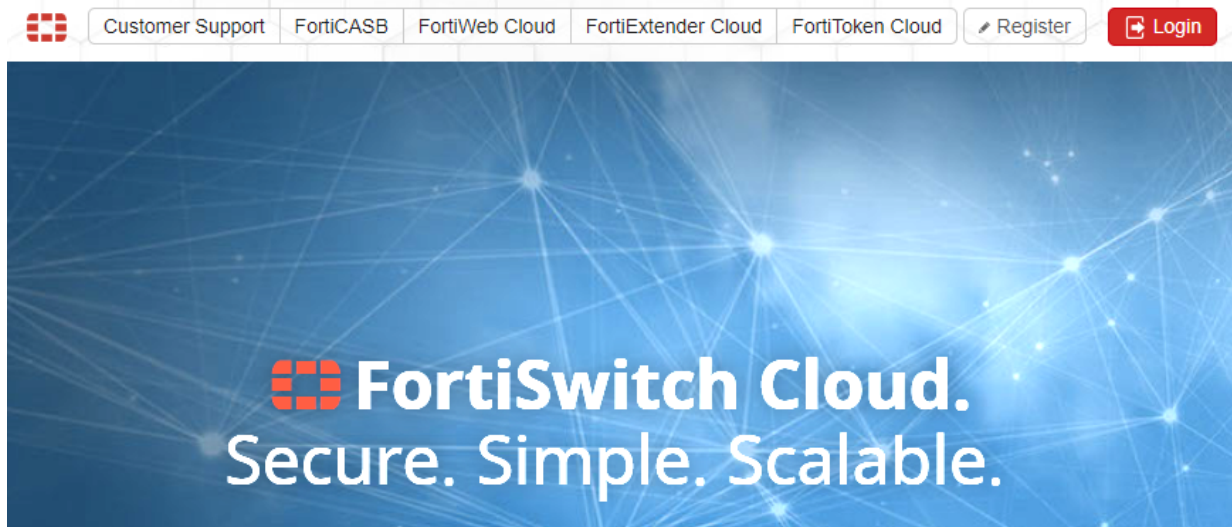 Customer Support FortiCASB FortiWeb Cloud FortiExtender Cloud FortiToken Cloud Register Login
FortiSwitch Cloud.
Secure. Simple. Scalable.